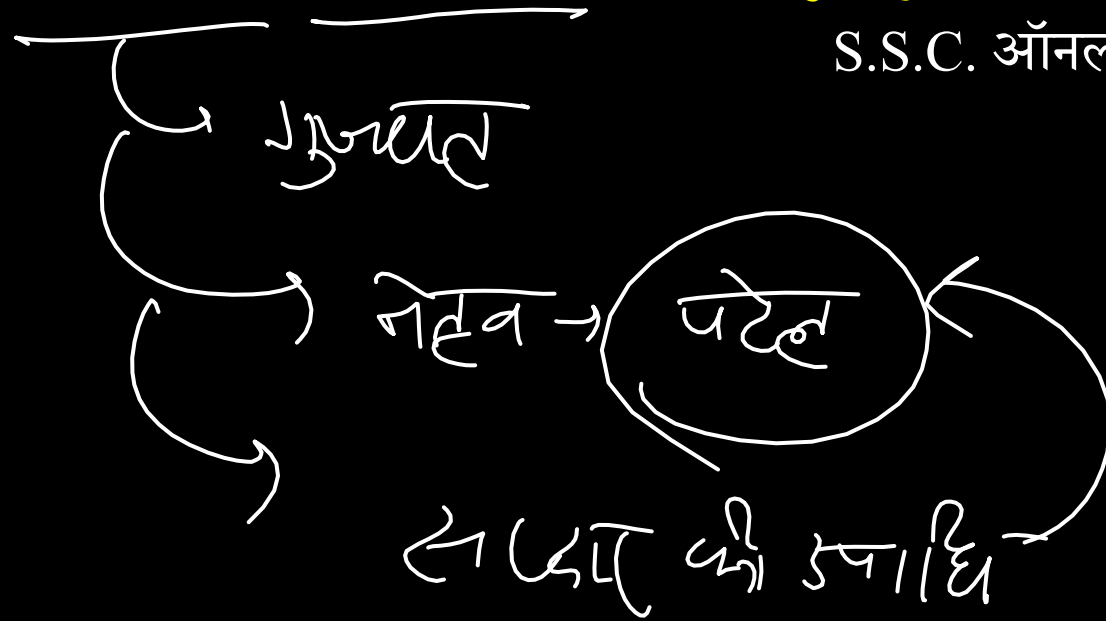 S.S.C. ऑनल
गुजरात
नेहरू → पटेल
सरदार की उपाधि